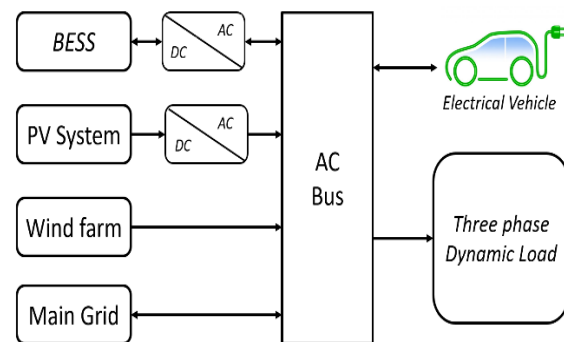 BESS
DC
AC
PV System
DC
AC
Wind farm
Main Grid
AC
Bus
Electrical Vehicle
Three phase
Dynamic Load